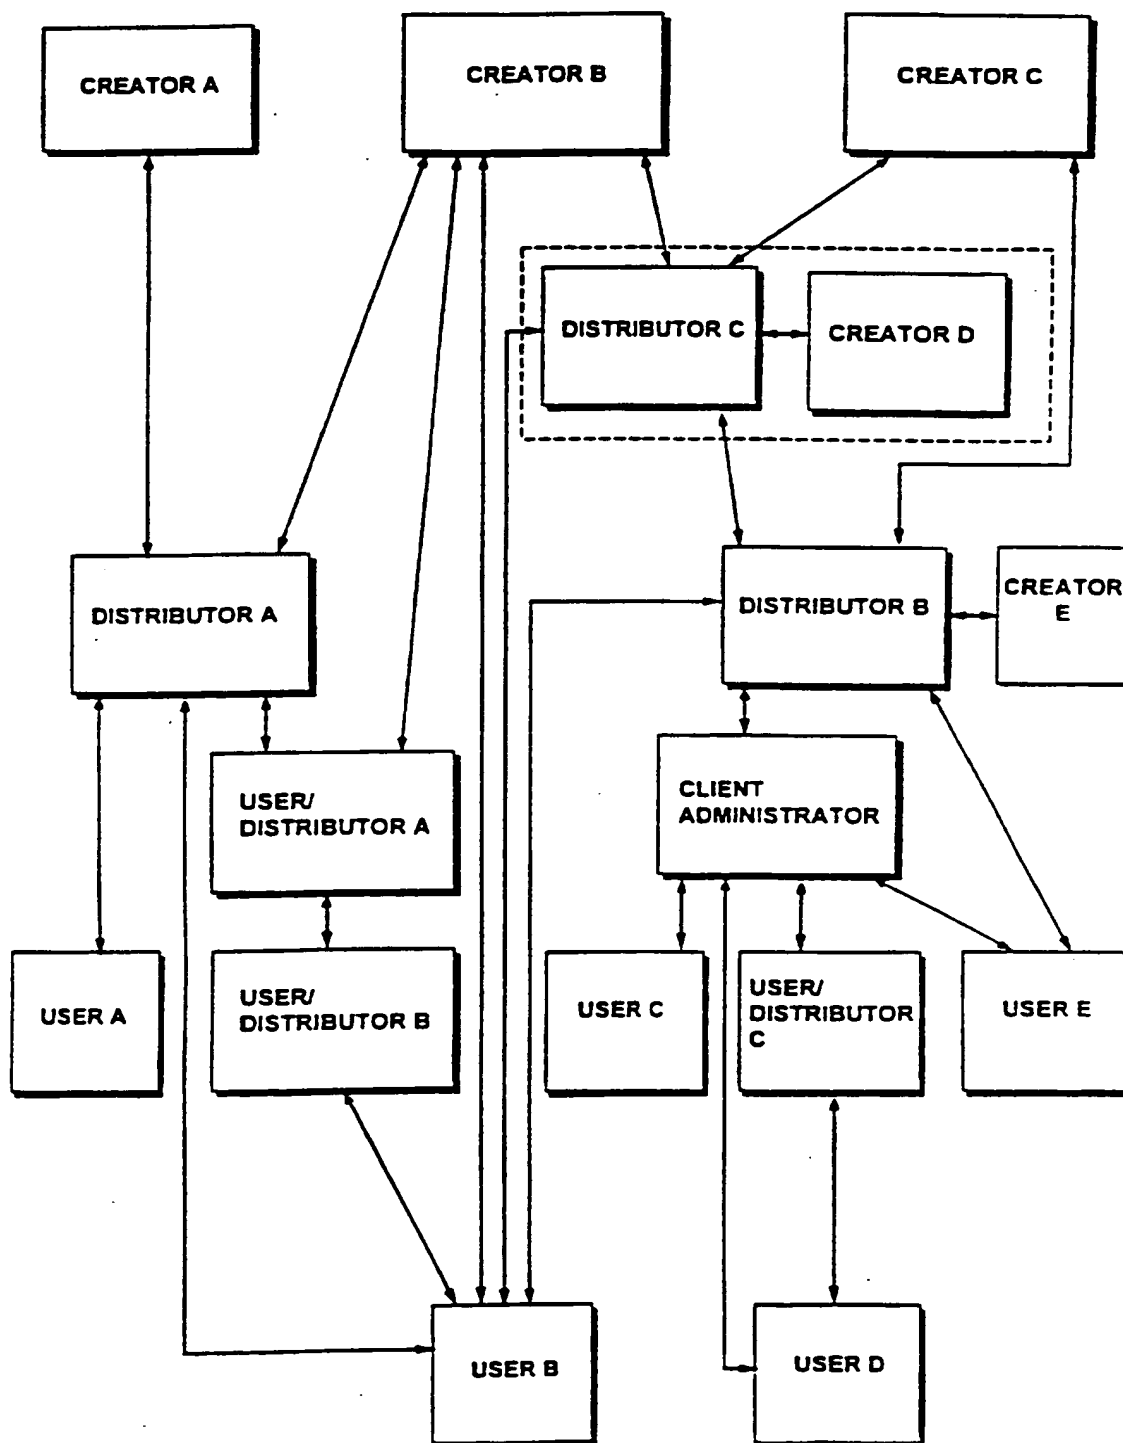 CREATOR A
CREATOR B
CREATOR C
DISTRIBUTOR C
CREATOR D
DISTRIBUTOR A
DISTRIBUTOR B
CREATOR
E
USER/
DISTRIBUTOR A
CLIENT
ADMINISTRATOR
USER A
USER/
DISTRIBUTOR B
USER C
USER/
DISTRIBUTOR
C
USER E
USER B
USER D